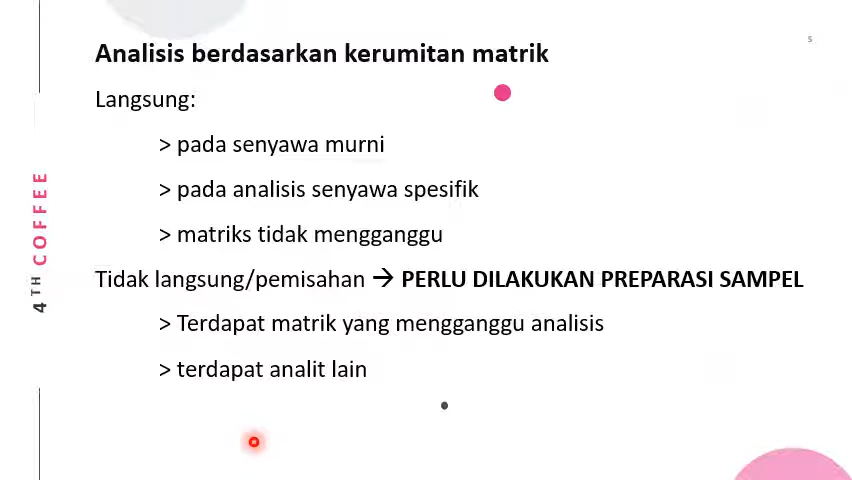 5
Analisis berdasarkan kerumitan matrik
Langsung:
> pada senyawa murni
> pada analisis senyawa spesifik
> matriks tidak mengganggu
Tidak langsung/pemisahan → PERLU DILAKUKAN PREPARASI SAMPEL
> Terdapat matrik yang mengganggu analisis
> terdapat analit lain
4TH COFFEE